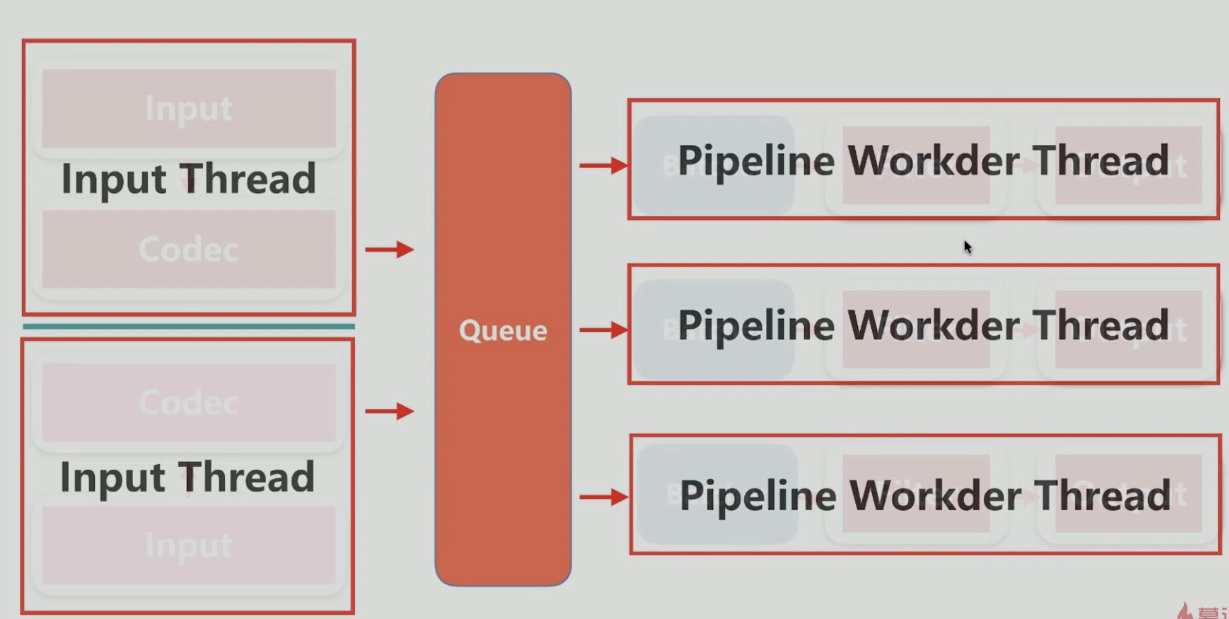 Input
Input Thread
Codec
Codec
Input Thread
Input
Queue
Pipeline Workder Thread
Pipeline Workder Thread
Pipeline Workder Thread